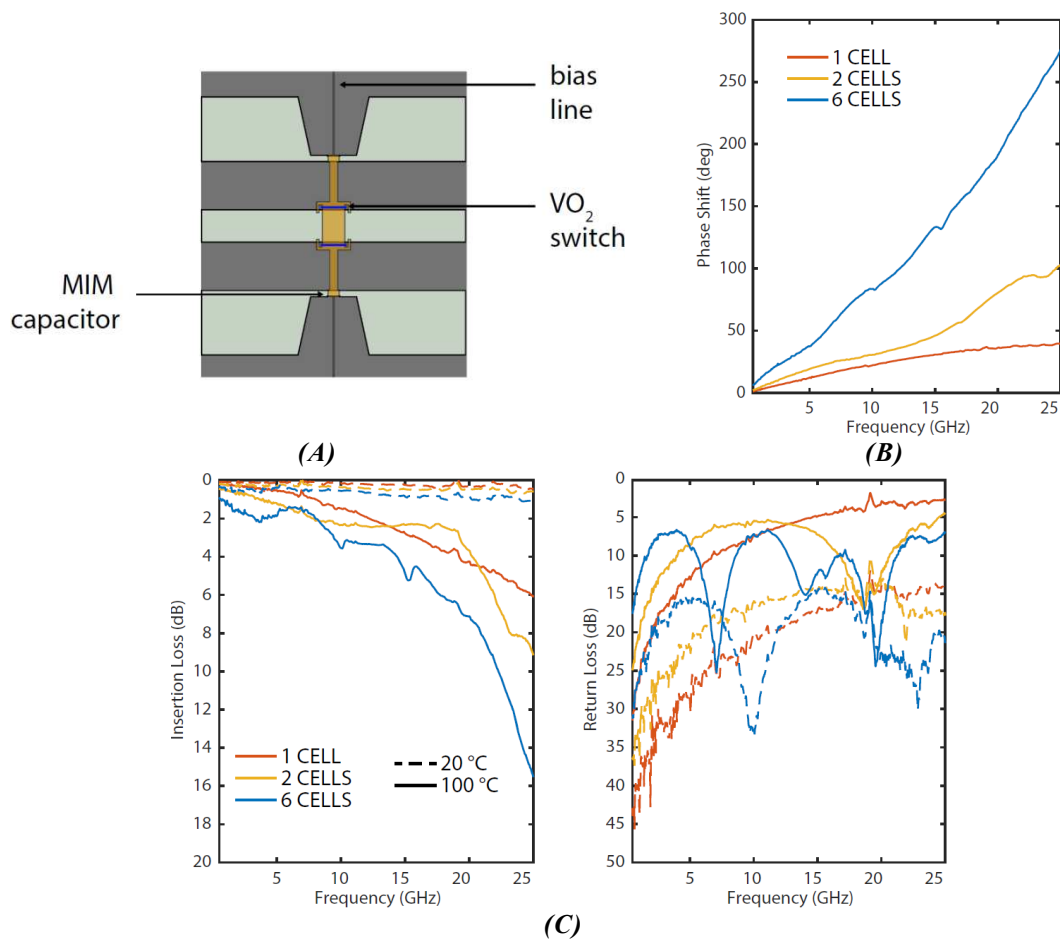 bias
line
VO2
switch
MIM
capacitor
(A)
300
250
200
150
100
50
0
5
10
15
20
25
Phase Shift (deg)
Frequency (GHz)
1 CELL
2 CELLS
6 CELLS
(B)
0
2
4
6
8
10
12
14
16
18
20
5
10
15
20
25
Insertion Loss (dB)
Frequency (GHz)
1 CELL
2 CELLS
6 CELLS
20 °C
100 °C
0
5
10
15
20
25
30
35
40
45
50
5
10
15
20
25
Return Loss (dB)
Frequency (GHz)
(C)